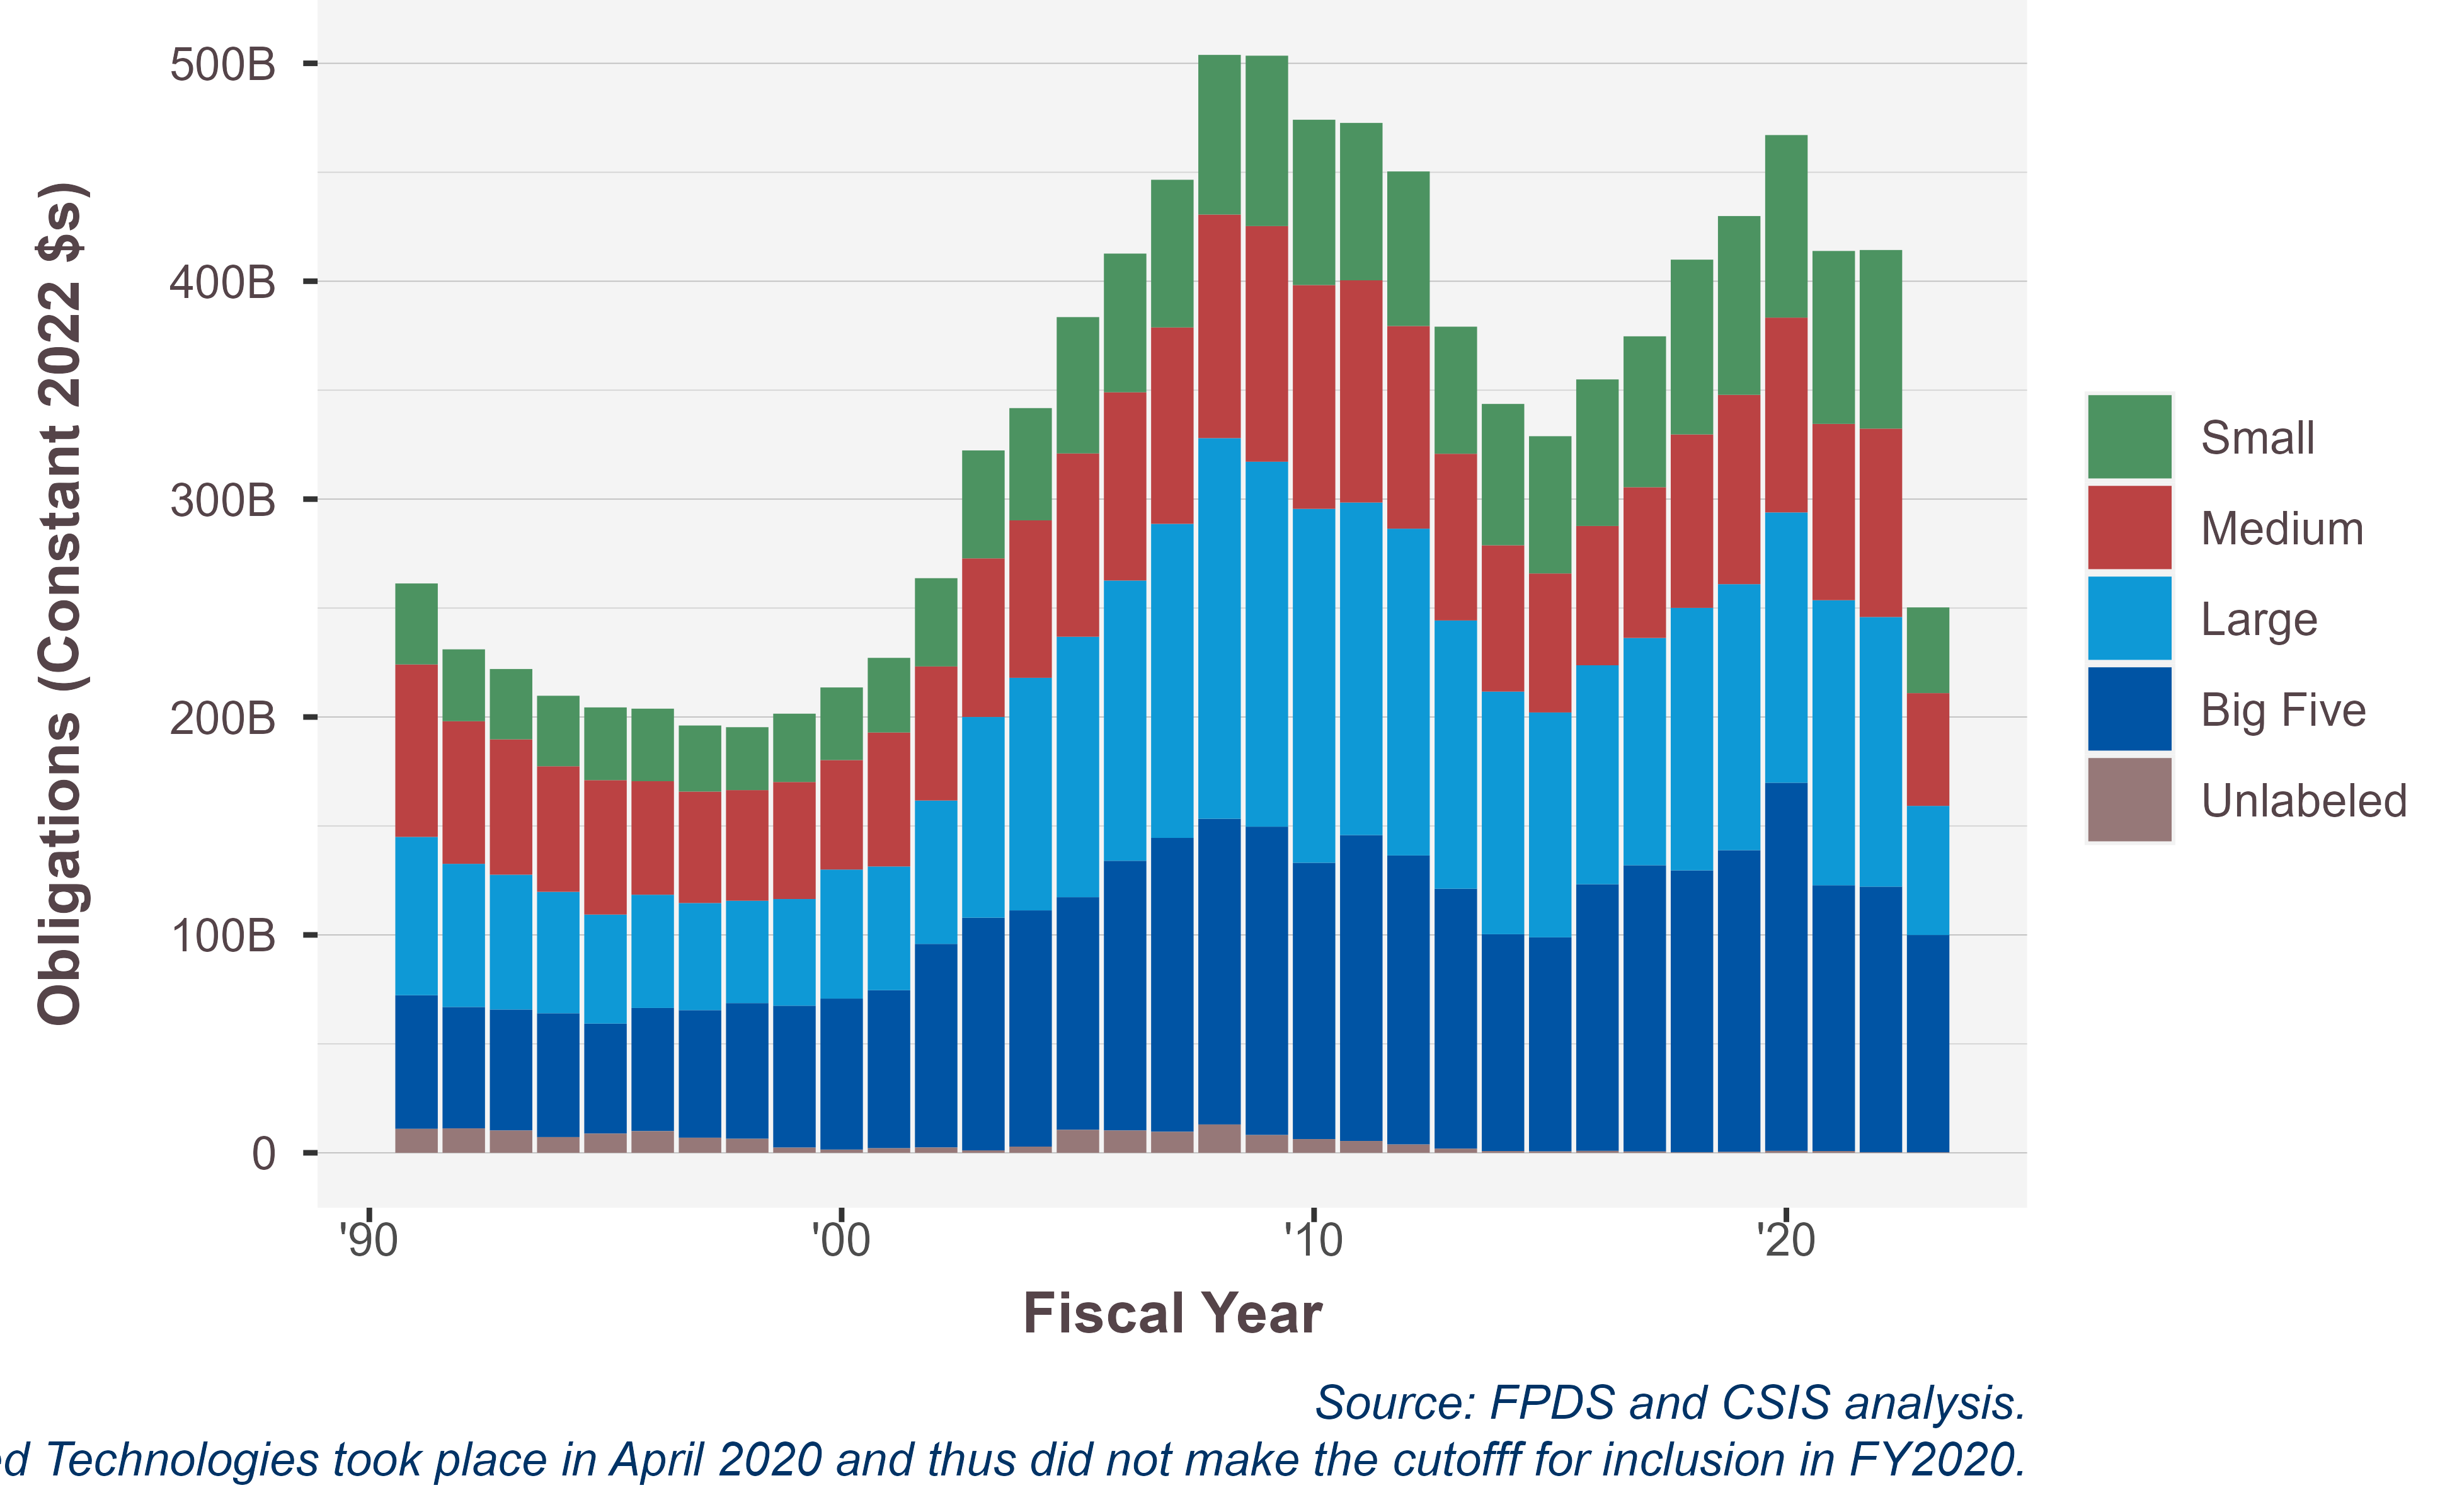 500B
400B
300B
200B
100B
0
Obligations (Constant 2022 $s)
'90
'00
'10
'20
Fiscal Year
Small
Medium
Large
Big Five
Unlabeled
Source: FPDS and CSIS analysis.
Technologies took place in April 2020 and thus did not make the cutofff for inclusion in FY2020.